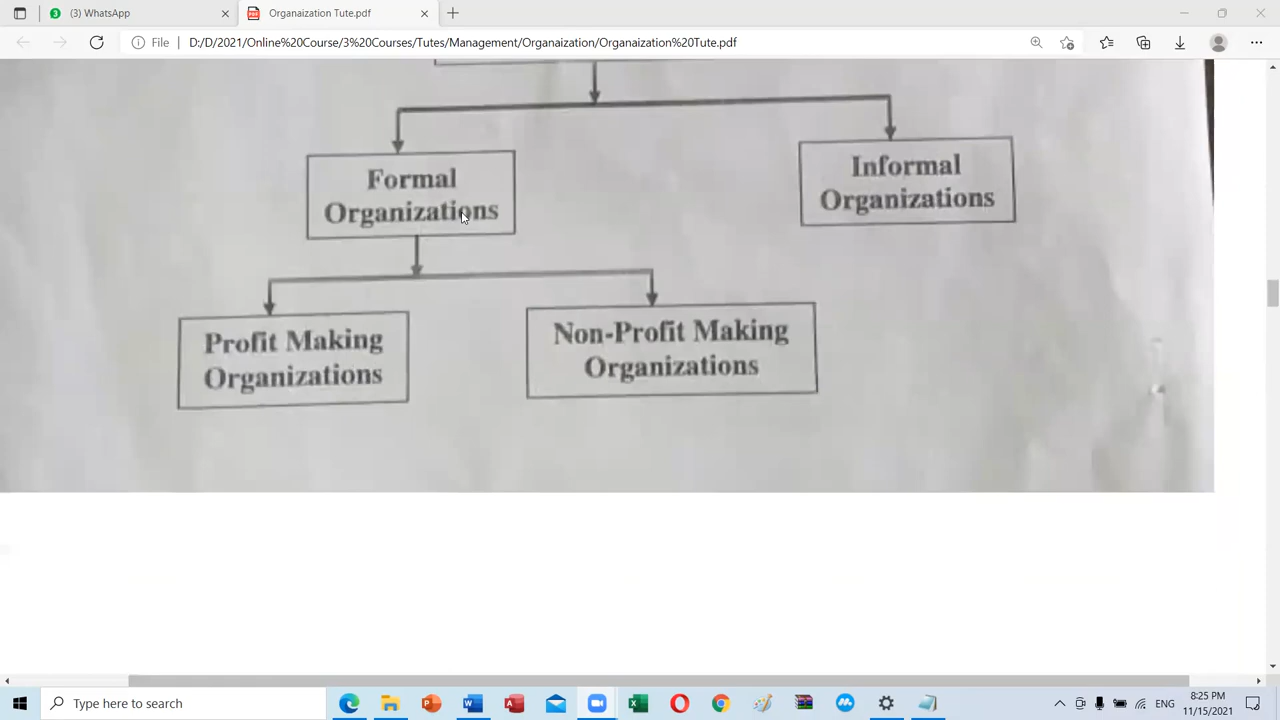 (3) WhatsApp
Organaization Tute.pdf
File
D:/D/2021/Online%20Course/3%20Courses/Tutes/Management/Organaization/Organaization%20Tute.pdf
Formal
Organizations
Informal
Organizations
Profit Making
Organizations
Non-Profit Making
Organizations
Type here to search
ENG
8:25 PM
11/15/2021